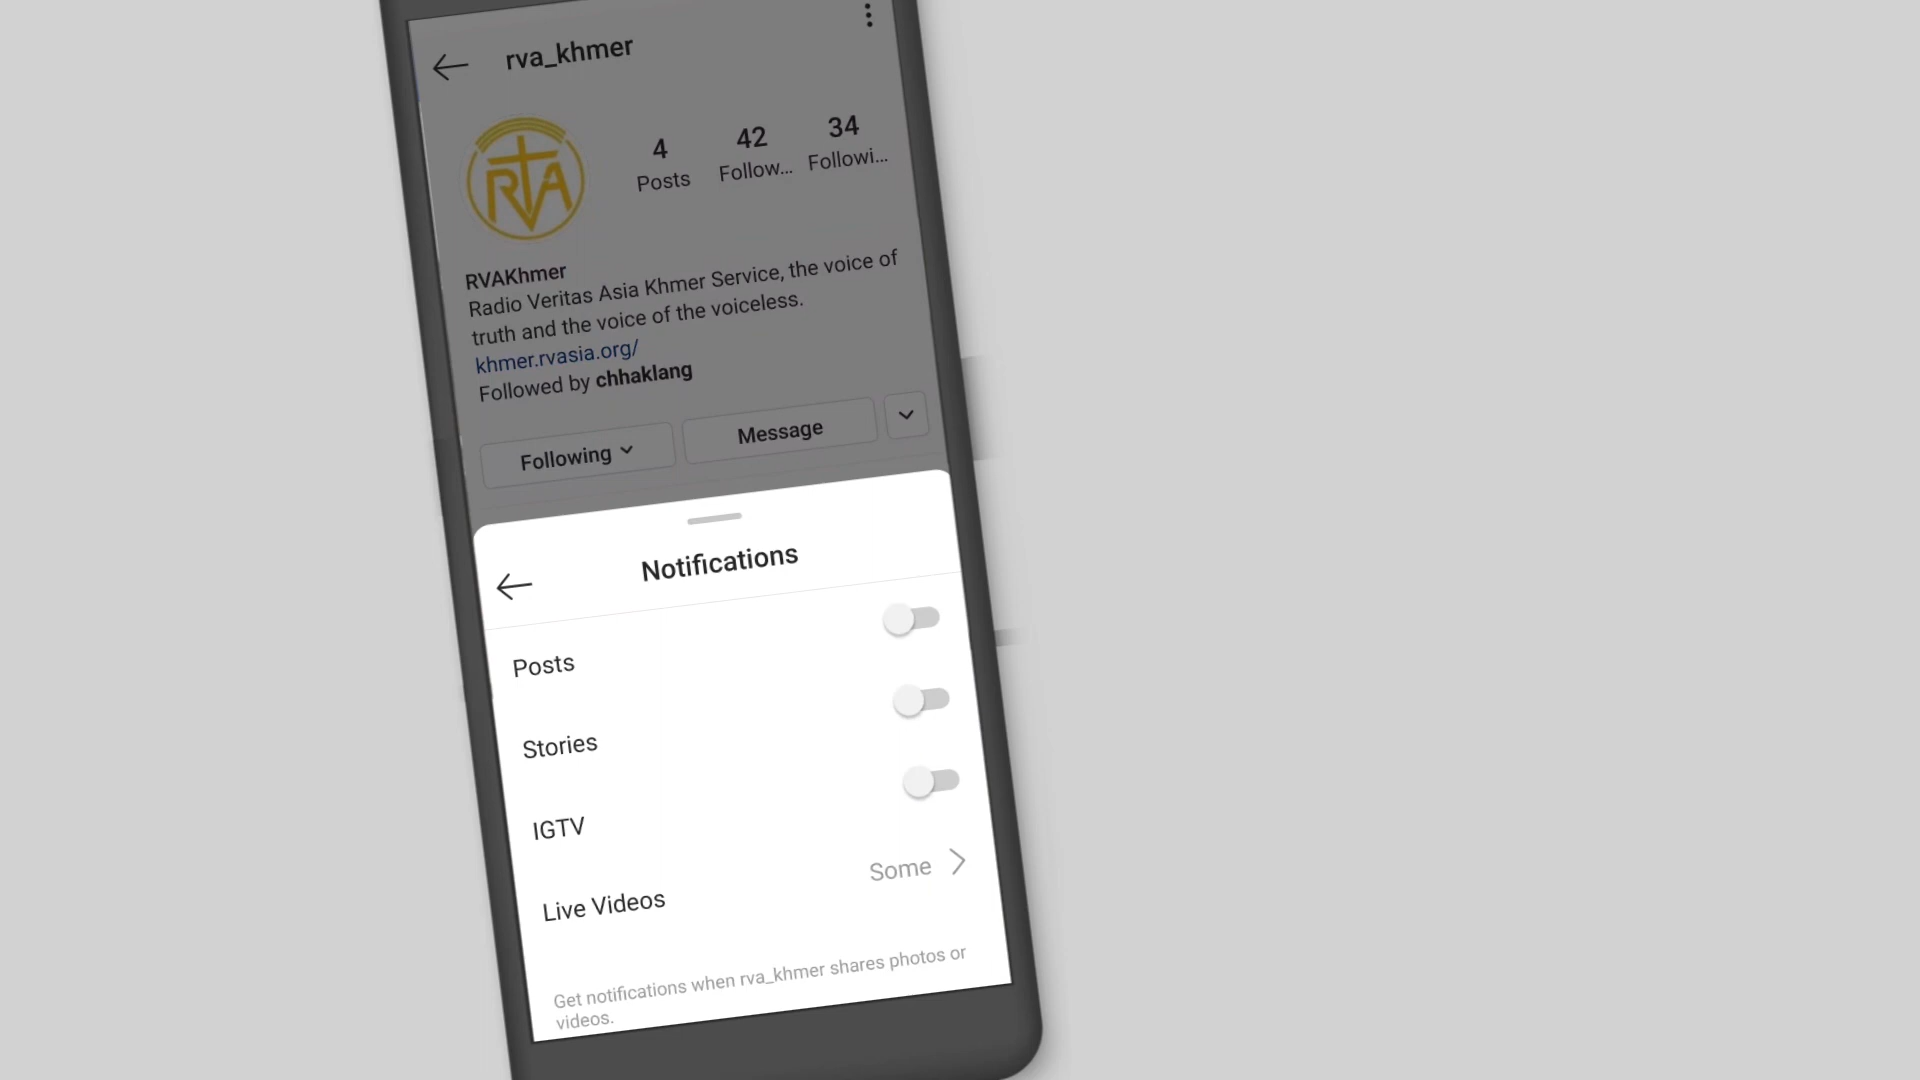 rva_khmer
RVA
4
Posts
42
Follow...
34
Followi...
RVAKhmer
Radio Veritas Asia Khmer Service, the voice of
truth and the voice of the voiceless.
khmer.rvasia.org/
Followed by chhaklang
Following
Message
Notifications
Posts
Stories
IGTV
Live Videos
Some
Get notifications when rva_khmer shares photos or
videos.